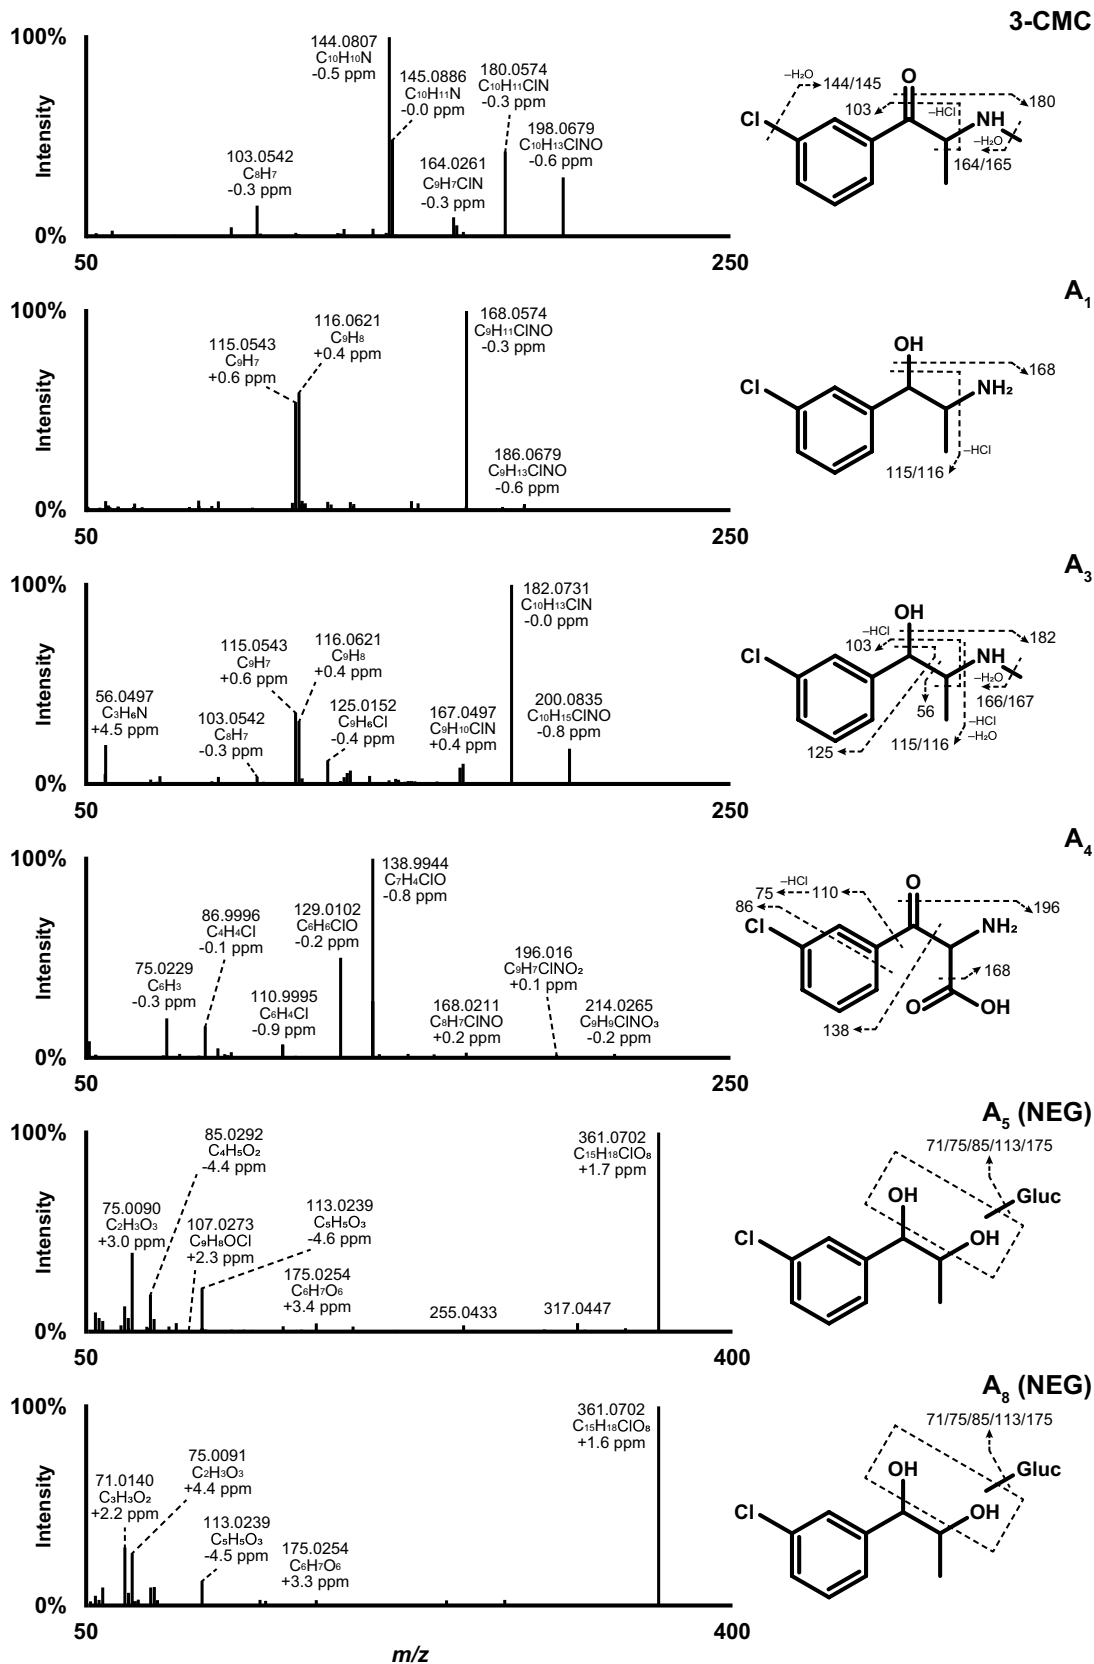 3-CMC
100%
Intensity
0%
50
250
144.0807
C₁₀H₁₀N
-0.5 ppm
145.0886
C₁₀H₁₁N
-0.0 ppm
180.0574
C₁₀H₁₁ClN
-0.3 ppm
198.0679
C₁₀H₁₃ClNO
-0.6 ppm
164.0261
C₉H₇ClN
-0.3 ppm
103.0542
C₈H₇
-0.3 ppm
–H₂O
144/145
103
–HCl
180
O
Cl
NH
–H₂O
164/165
A₁
100%
Intensity
0%
50
250
115.0543
C₉H₇
+0.6 ppm
116.0621
C₉H₈
+0.4 ppm
168.0574
C₉H₁₁ClNO
-0.3 ppm
186.0679
C₉H₁₃ClNO
-0.6 ppm
OH
168
Cl
NH₂
–HCl
115/116
A₃
100%
Intensity
0%
50
250
56.0497
C₃H₆N
+4.5 ppm
115.0543
C₉H₇
+0.6 ppm
103.0542
C₈H₇
-0.3 ppm
116.0621
C₉H₈
+0.4 ppm
125.0152
C₉H₆Cl
-0.4 ppm
167.0497
C₉H₁₀ClN
+0.4 ppm
182.0731
C₁₀H₁₃ClN
-0.0 ppm
200.0835
C₁₀H₁₅ClNO
-0.8 ppm
OH
–HCl
103
182
Cl
NH
–H₂O
166/167
56
–HCl
–H₂O
115/116
125
A₄
100%
Intensity
0%
50
250
75.0229
C₆H₃
-0.3 ppm
86.9996
C₄H₄Cl
-0.1 ppm
110.9995
C₆H₄Cl
-0.9 ppm
129.0102
C₆H₆ClO
-0.2 ppm
138.9944
C₇H₄ClO
-0.8 ppm
168.0211
C₈H₇ClNO
+0.2 ppm
196.016
C₉H₇ClNO₂
+0.1 ppm
214.0265
C₉H₉ClNO₃
-0.2 ppm
–HCl
75
110
86
O
196
Cl
NH₂
168
O
OH
138
A₅ (NEG)
100%
Intensity
0%
50
400
75.0090
C₂H₃O₃
+3.0 ppm
85.0292
C₄H₅O₂
-4.4 ppm
107.0273
C₉H₈OCl
+2.3 ppm
113.0239
C₅H₅O₃
-4.6 ppm
175.0254
C₆H₇O₆
+3.4 ppm
255.0433
317.0447
361.0702
C₁₅H₁₈ClO₈
+1.7 ppm
71/75/85/113/175
OH
Gluc
Cl
OH
A₈ (NEG)
100%
Intensity
0%
50
400
71.0140
C₃H₃O₂
+2.2 ppm
75.0091
C₂H₃O₃
+4.4 ppm
113.0239
C₅H₅O₃
-4.5 ppm
175.0254
C₆H₇O₆
+3.3 ppm
361.0702
C₁₅H₁₈ClO₈
+1.6 ppm
71/75/85/113/175
OH
Gluc
Cl
OH
m/z